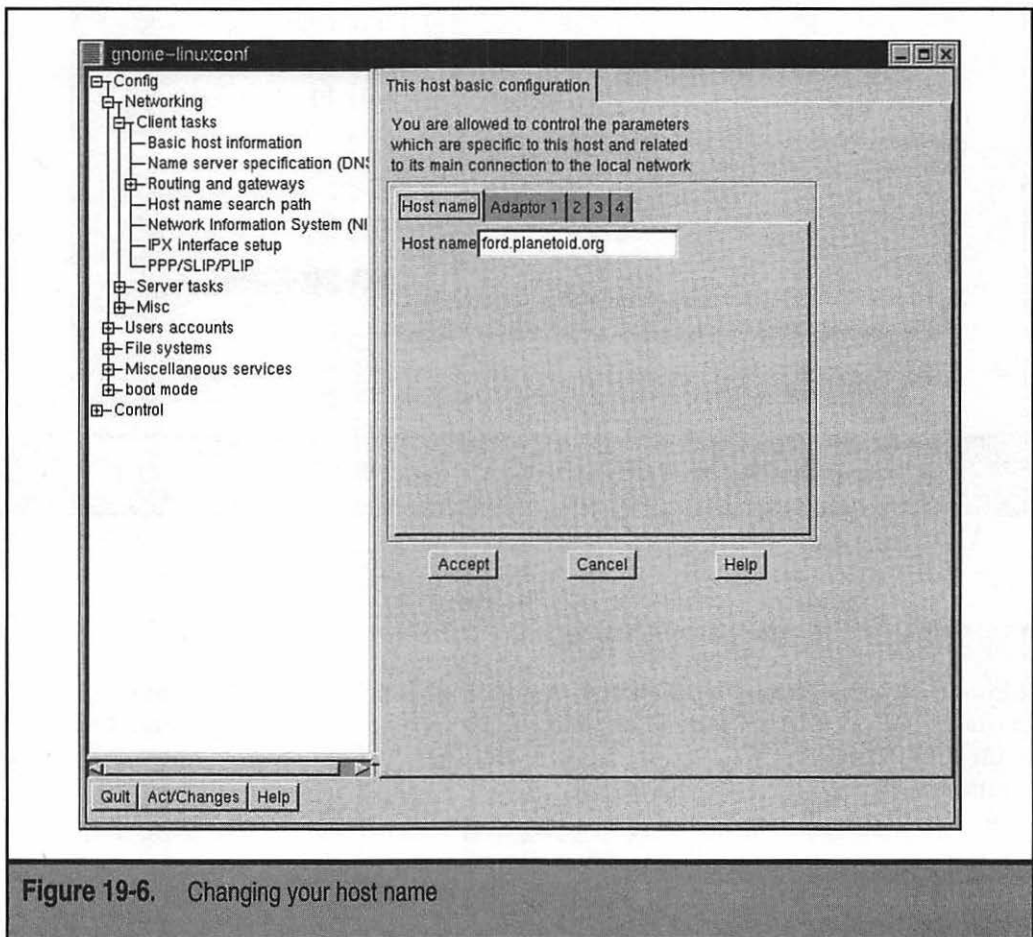 gnome-linuxconf
Config
Networking
Client tasks
Basic host information
Name server specification (DNS
Routing and gateways
Host name search path
Network Information System (NI
IPX interface setup
PPP/SLIP/PLIP
Server tasks
Misc
Users accounts
File systems
Miscellaneous services
boot mode
Control
This host basic configuration
You are allowed to control the parameters
which are specific to this host and related
to its main connection to the local network
Host name Adaptor 1 2 3 4
Host name ford.planetoid.org
Accept Cancel Help
Quit Act/Changes Help
Figure 19-6. Changing your host name